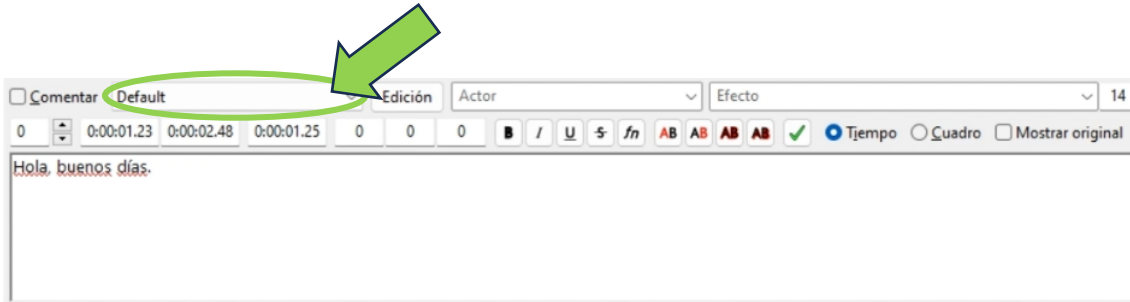 Comentar Default Edición Actor Efecto 14
0 0:00:01.23 0:00:02.48 0:00:01.25 0 0 0 B I U S fn AB AB AB AB Tiempo Cuadro Mostrar original
Hola, buenos días.